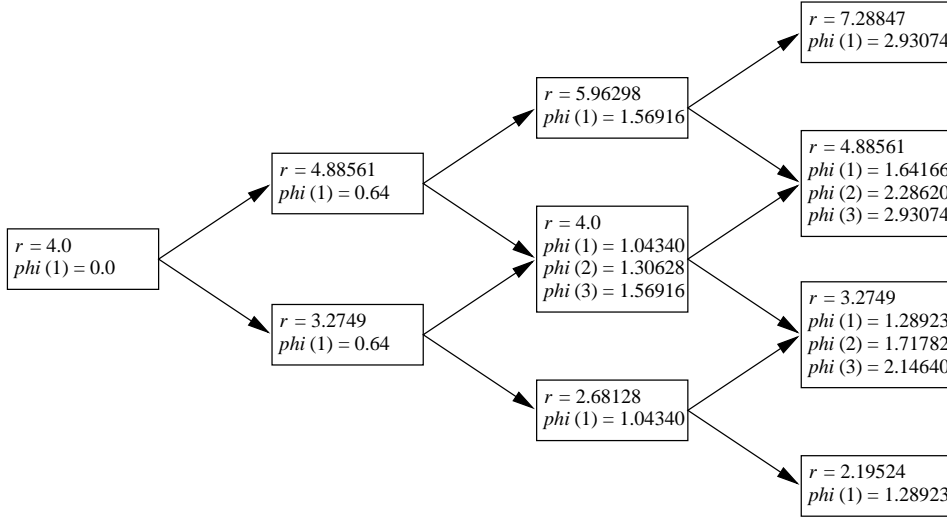 r = 4.0
phi (1) = 0.0
r = 4.88561
phi (1) = 0.64
r = 3.2749
phi (1) = 0.64
r = 5.96298
phi (1) = 1.56916
r = 4.0
phi (1) = 1.04340
phi (2) = 1.30628
phi (3) = 1.56916
r = 2.68128
phi (1) = 1.04340
r = 7.28847
phi (1) = 2.93074
r = 4.88561
phi (1) = 1.64166
phi (2) = 2.28620
phi (3) = 2.93074
r = 3.2749
phi (1) = 1.28923
phi (2) = 1.71782
phi (3) = 2.14640
r = 2.19524
phi (1) = 1.28923